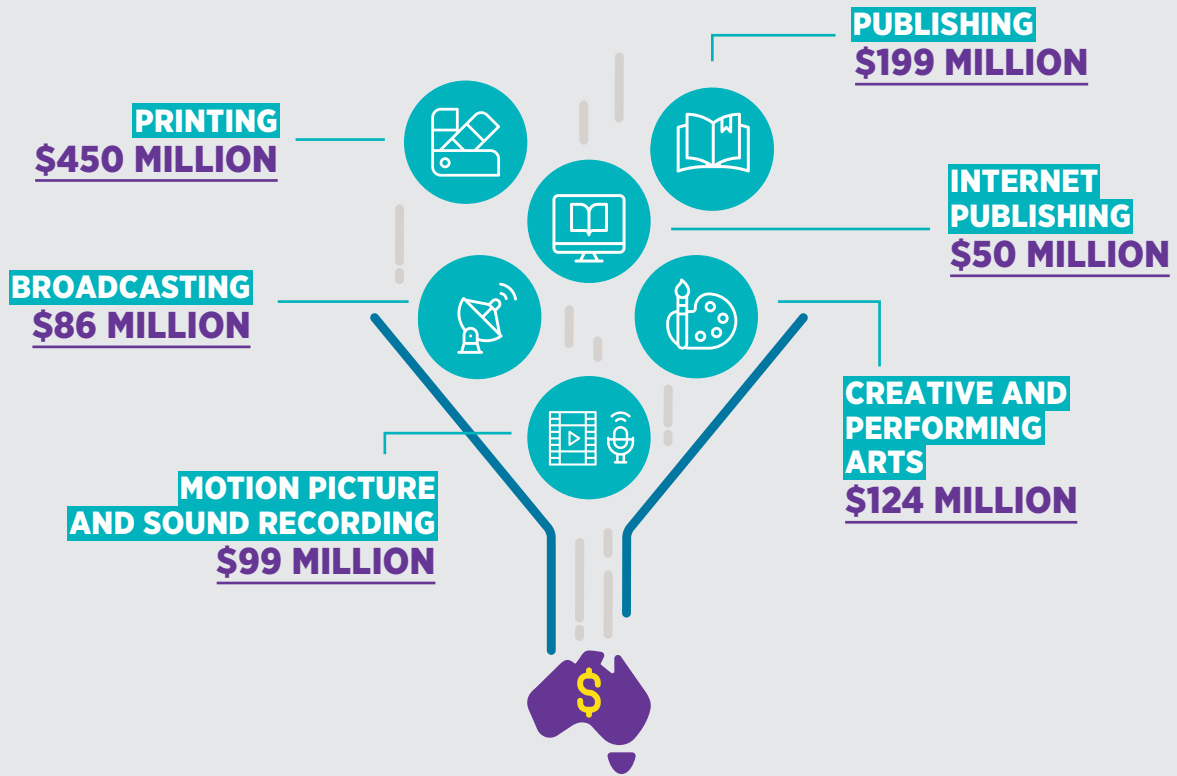 PUBLISHING
$199 MILLION
PRINTING
$450 MILLION
INTERNET
PUBLISHING
$50 MILLION
BROADCASTING
$86 MILLION
CREATIVE AND
PERFORMING
ARTS
$124 MILLION
MOTION PICTURE
AND SOUND RECORDING
$99 MILLION
$